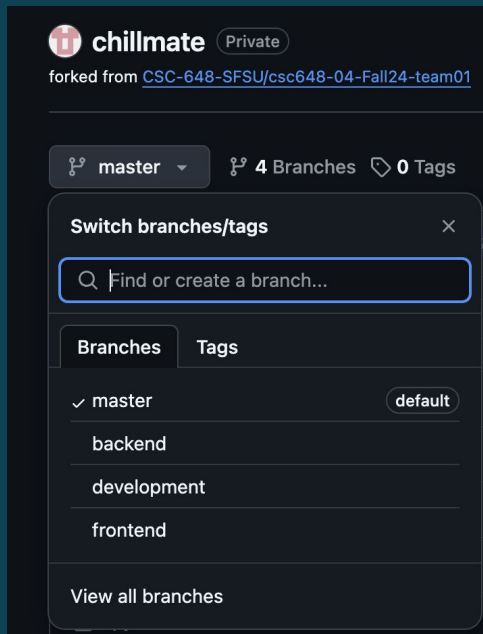 chillmate Private
forked from CSC-648-SFSU/csc648-04-Fall24-team01
master 4 Branches 0 Tags
Switch branches/tags
Find or create a branch...
Branches Tags
master default
backend
development
frontend
View all branches